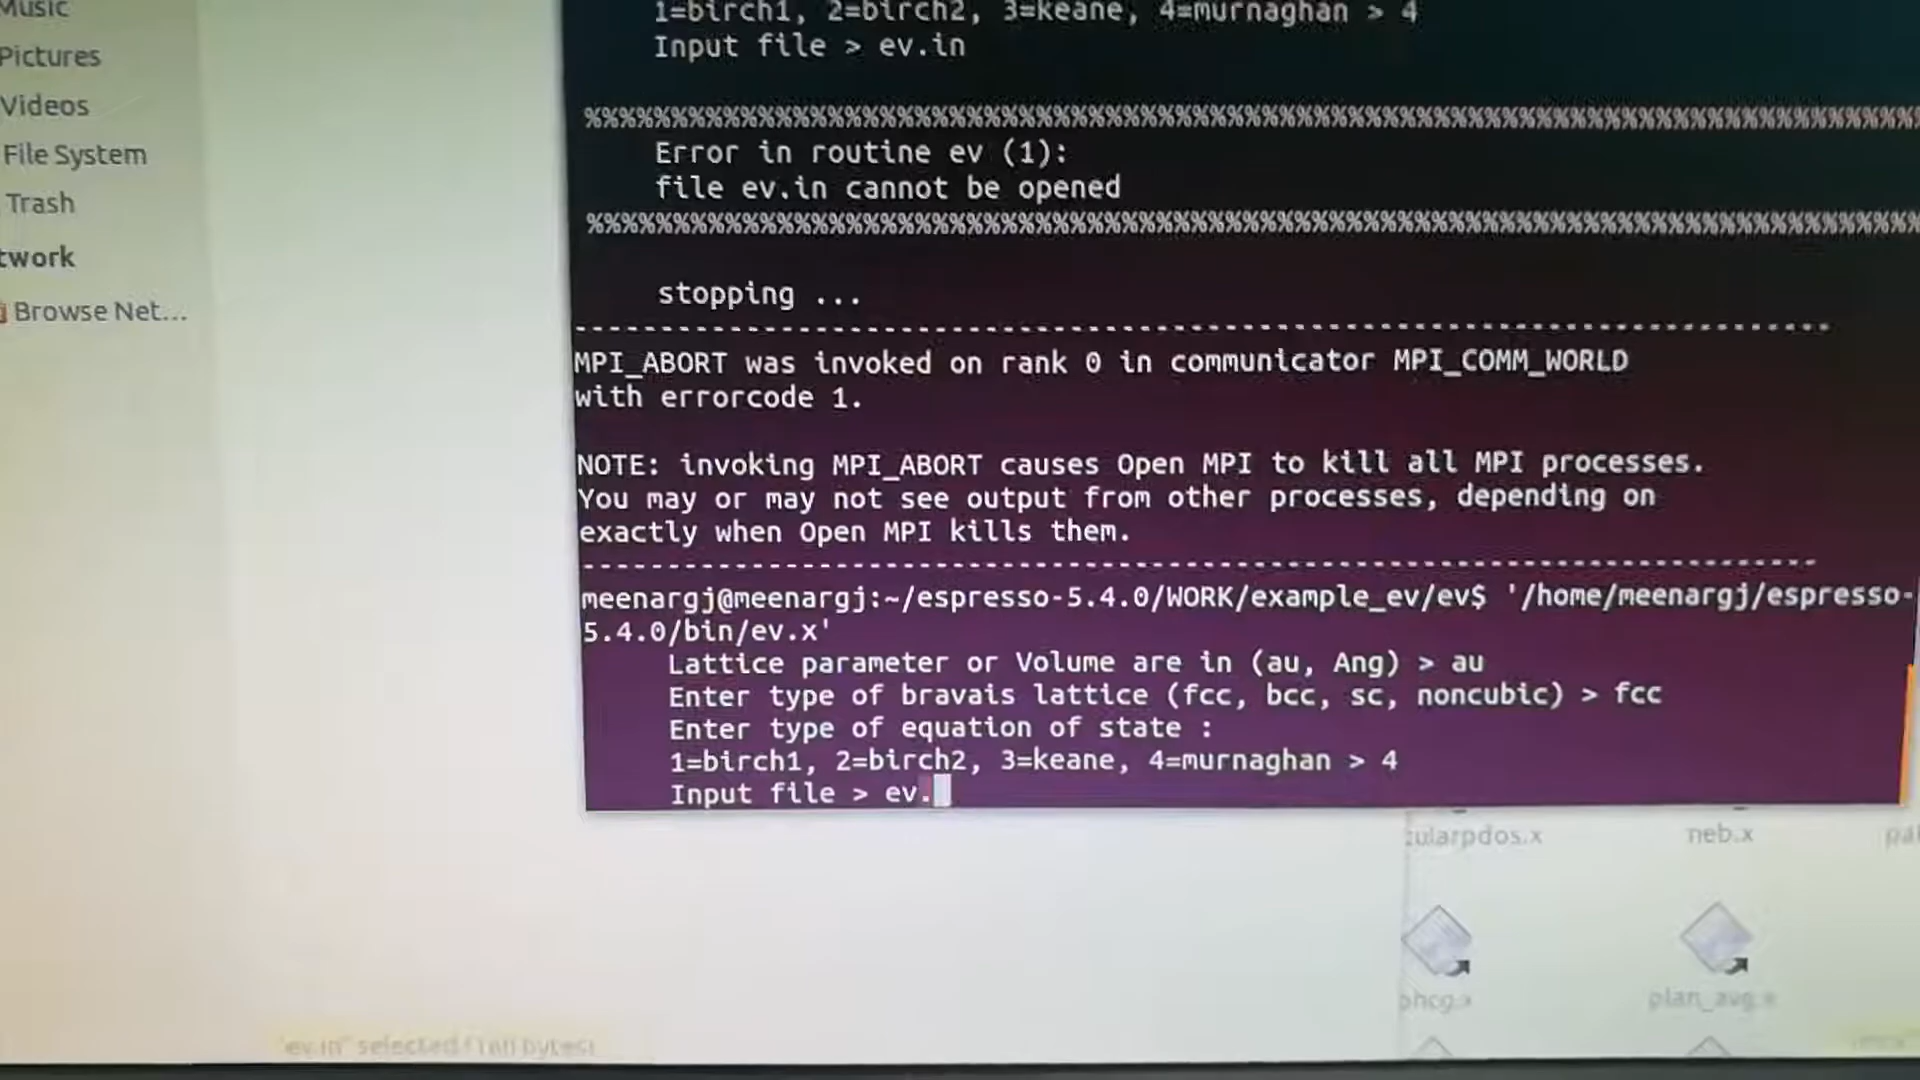 Music
Pictures
Videos
File System
Trash
twork
Browse Net...
1=birch1, 2=birch2, 3=keane, 4=murnaghan > 4
Input file > ev.in
%%%%%%%%%%%%%%%%%%%%%%%%%%%%%%%%%%%%%%%%%%%%%%%%%%%%%%%%%%%%%%%%%%%%%%%%%%%%%%
Error in routine ev (1):
file ev.in cannot be opened
%%%%%%%%%%%%%%%%%%%%%%%%%%%%%%%%%%%%%%%%%%%%%%%%%%%%%%%%%%%%%%%%%%%%%%%%%%%%%%
stopping ...
--------------------------------------------------------------------------
MPI_ABORT was invoked on rank 0 in communicator MPI_COMM_WORLD
with errorcode 1.
NOTE: invoking MPI_ABORT causes Open MPI to kill all MPI processes.
You may or may not see output from other processes, depending on
exactly when Open MPI kills them.
--------------------------------------------------------------------------
meenargj@meenargj:~/espresso-5.4.0/WORK/example_ev/ev$ '/home/meenargj/espresso-
5.4.0/bin/ev.x'
Lattice parameter or Volume are in (au, Ang) > au
Enter type of bravais lattice (fcc, bcc, sc, noncubic) > fcc
Enter type of equation of state :
1=birch1, 2=birch2, 3=keane, 4=murnaghan > 4
Input file > ev.
neb.x
phcg.x
plan_avg.x
"ev.in" selected